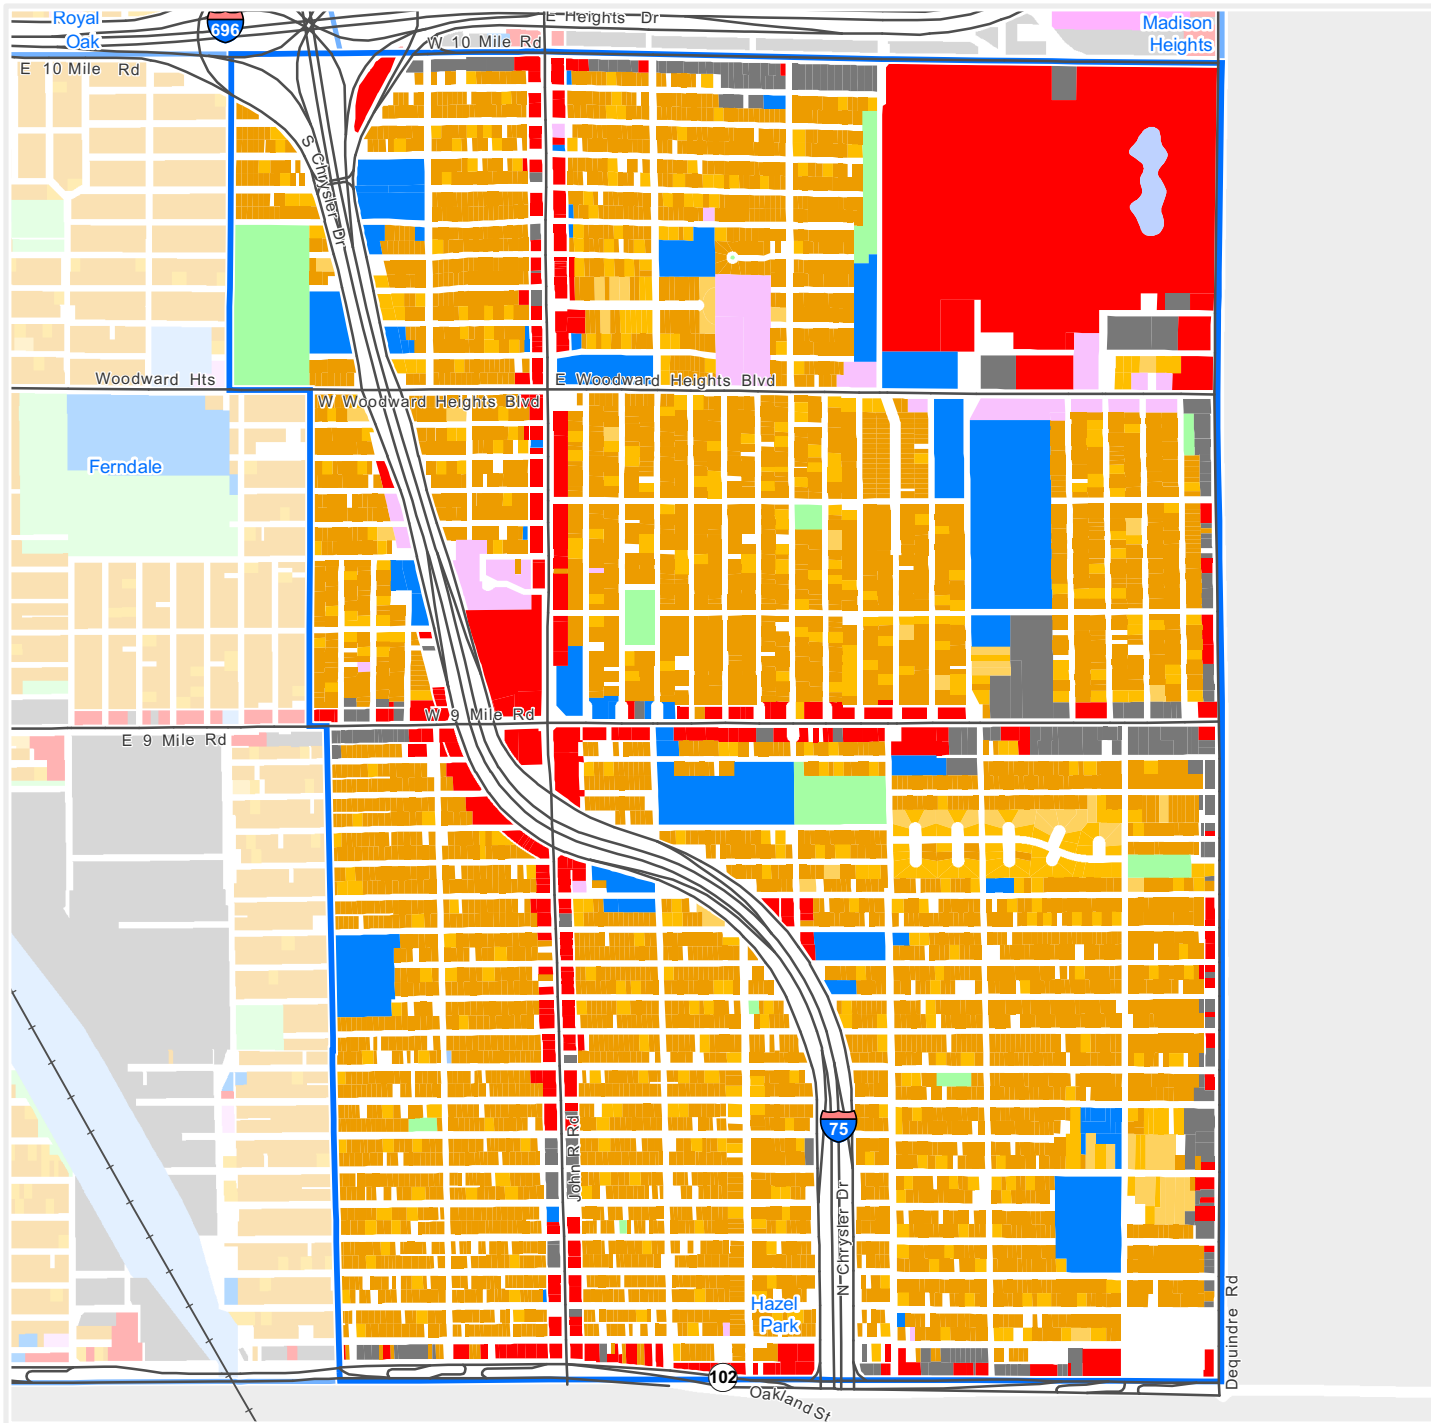 Royal
Oak
696
E Heights Dr
Madison
Heights
W 10 Mile Rd
E 10 Mile Rd
S Chrysler Dr
Woodward Hts
E Woodward Heights Blvd
W Woodward Heights Blvd
Ferndale
W 9 Mile Rd
E 9 Mile Rd
75
John R Rd
N Chrysler Dr
Hazel
Park
Dequindre Rd
102
Oakland St